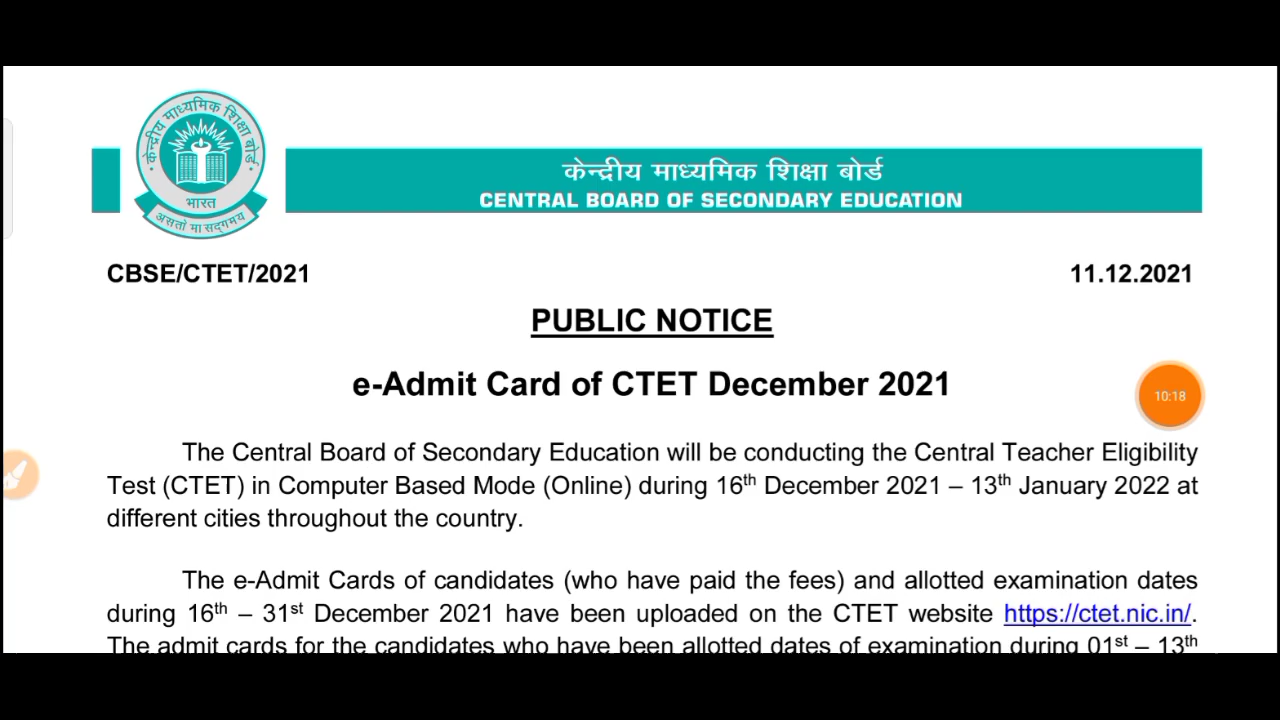 केन्द्रीय माध्यमिक शिक्षा बोर्ड
भारत
असतो मा सद्गमय
केन्द्रीय माध्यमिक शिक्षा बोर्ड
CENTRAL BOARD OF SECONDARY EDUCATION
CBSE/CTET/2021 11.12.2021
PUBLIC NOTICE
e-Admit Card of CTET December 2021
10:18
The Central Board of Secondary Education will be conducting the Central Teacher Eligibility
Test (CTET) in Computer Based Mode (Online) during 16th December 2021 – 13th January 2022 at
different cities throughout the country.
The e-Admit Cards of candidates (who have paid the fees) and allotted examination dates
during 16th – 31st December 2021 have been uploaded on the CTET website https://ctet.nic.in/.
The admit cards for the candidates who have been allotted dates of examination during 01st – 13th